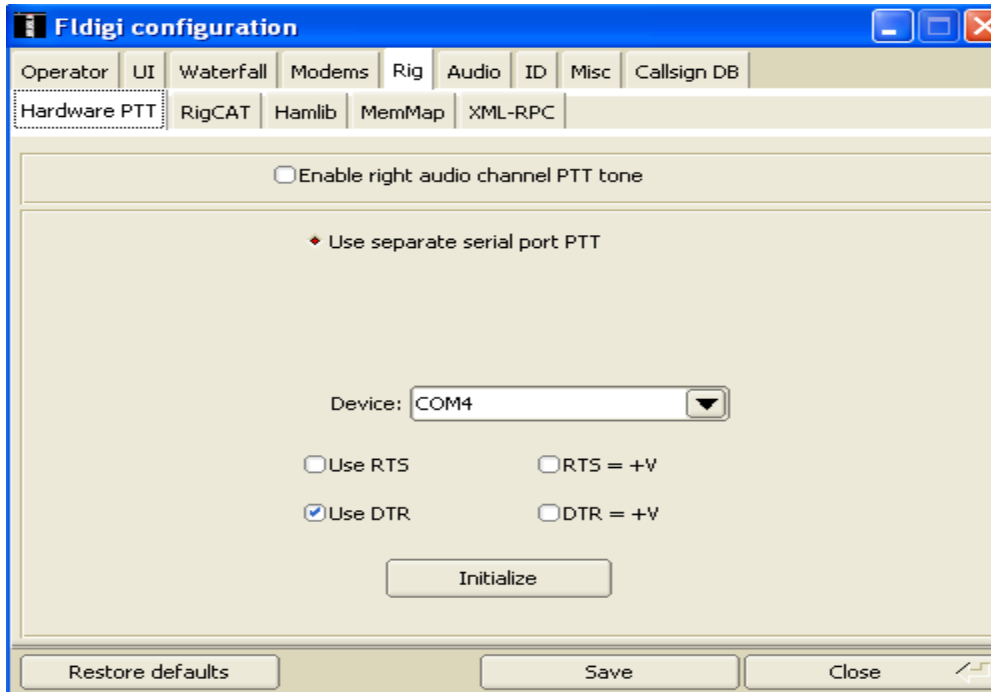 Fldigi configuration
Operator UI Waterfall Modems Rig Audio ID Misc Callsign DB
Hardware PTT RigCAT Hamlib MemMap XML-RPC
Enable right audio channel PTT tone
Use separate serial port PTT
Device: COM4
Use RTS RTS = +V
Use DTR DTR = +V
Initialize
Restore defaults Save Close